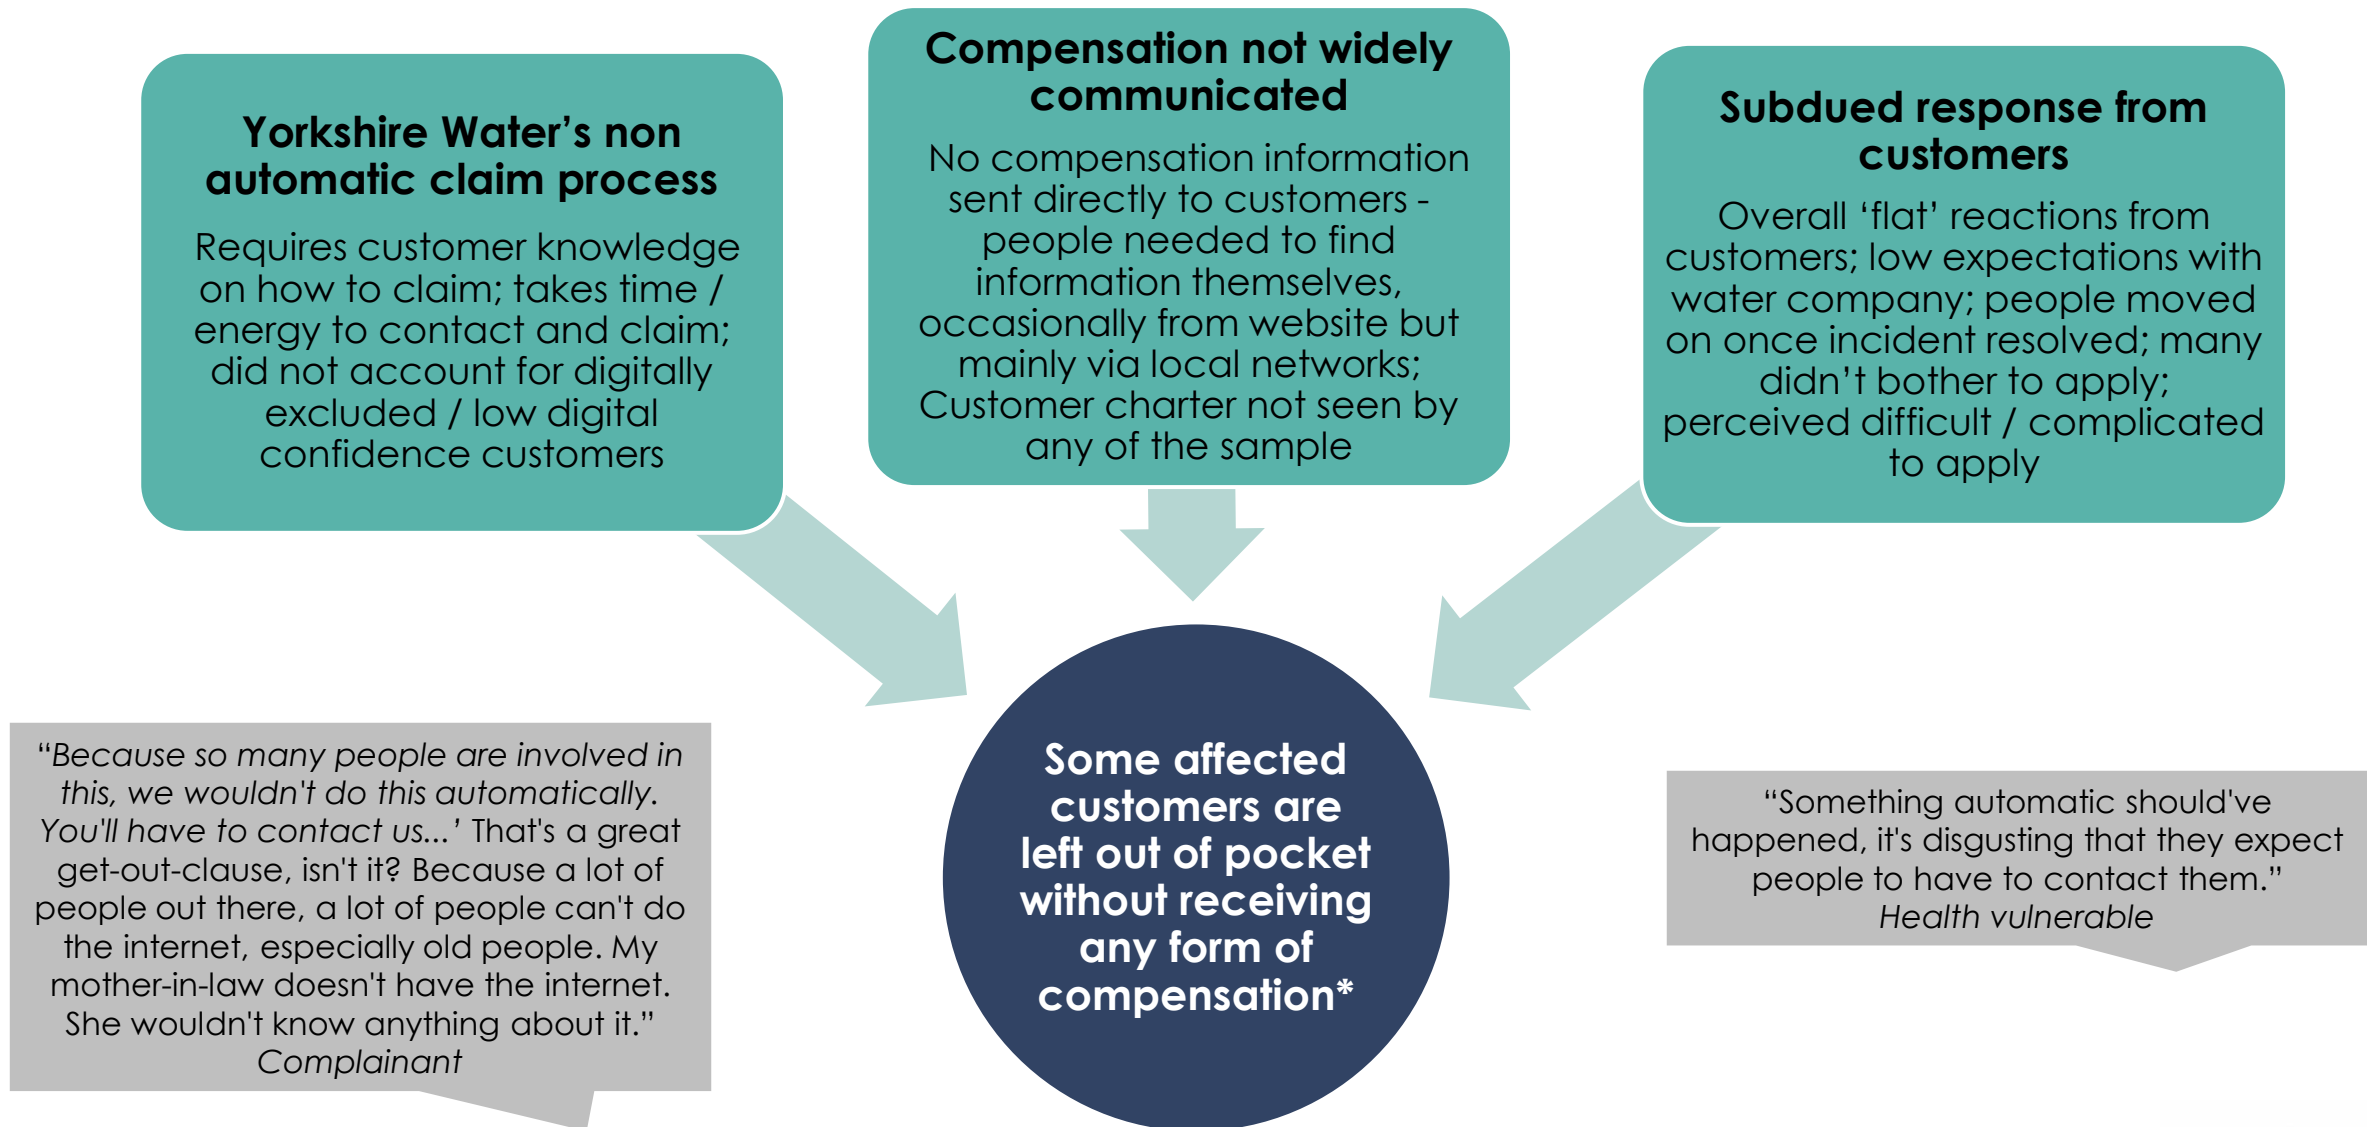 Yorkshire Water’s non
automatic claim process
Requires customer knowledge
on how to claim; takes time /
energy to contact and claim;
did not account for digitally
excluded / low digital
confidence customers
Compensation not widely
communicated
No compensation information
sent directly to customers -
people needed to find
information themselves,
occasionally from website but
mainly via local networks;
Customer charter not seen by
any of the sample
Subdued response from
customers
Overall ‘flat’ reactions from
customers; low expectations with
water company; people moved
on once incident resolved; many
didn’t bother to apply;
perceived difficult / complicated
to apply
“Because so many people are involved in
this, we wouldn't do this automatically.
You'll have to contact us...’ That's a great
get-out-clause, isn't it? Because a lot of
people out there, a lot of people can't do
the internet, especially old people. My
mother-in-law doesn't have the internet.
She wouldn't know anything about it.”
Complainant
Some affected
customers are
left out of pocket
without receiving
any form of
compensation*
“Something automatic should've
happened, it's disgusting that they expect
people to have to contact them.”
Health vulnerable